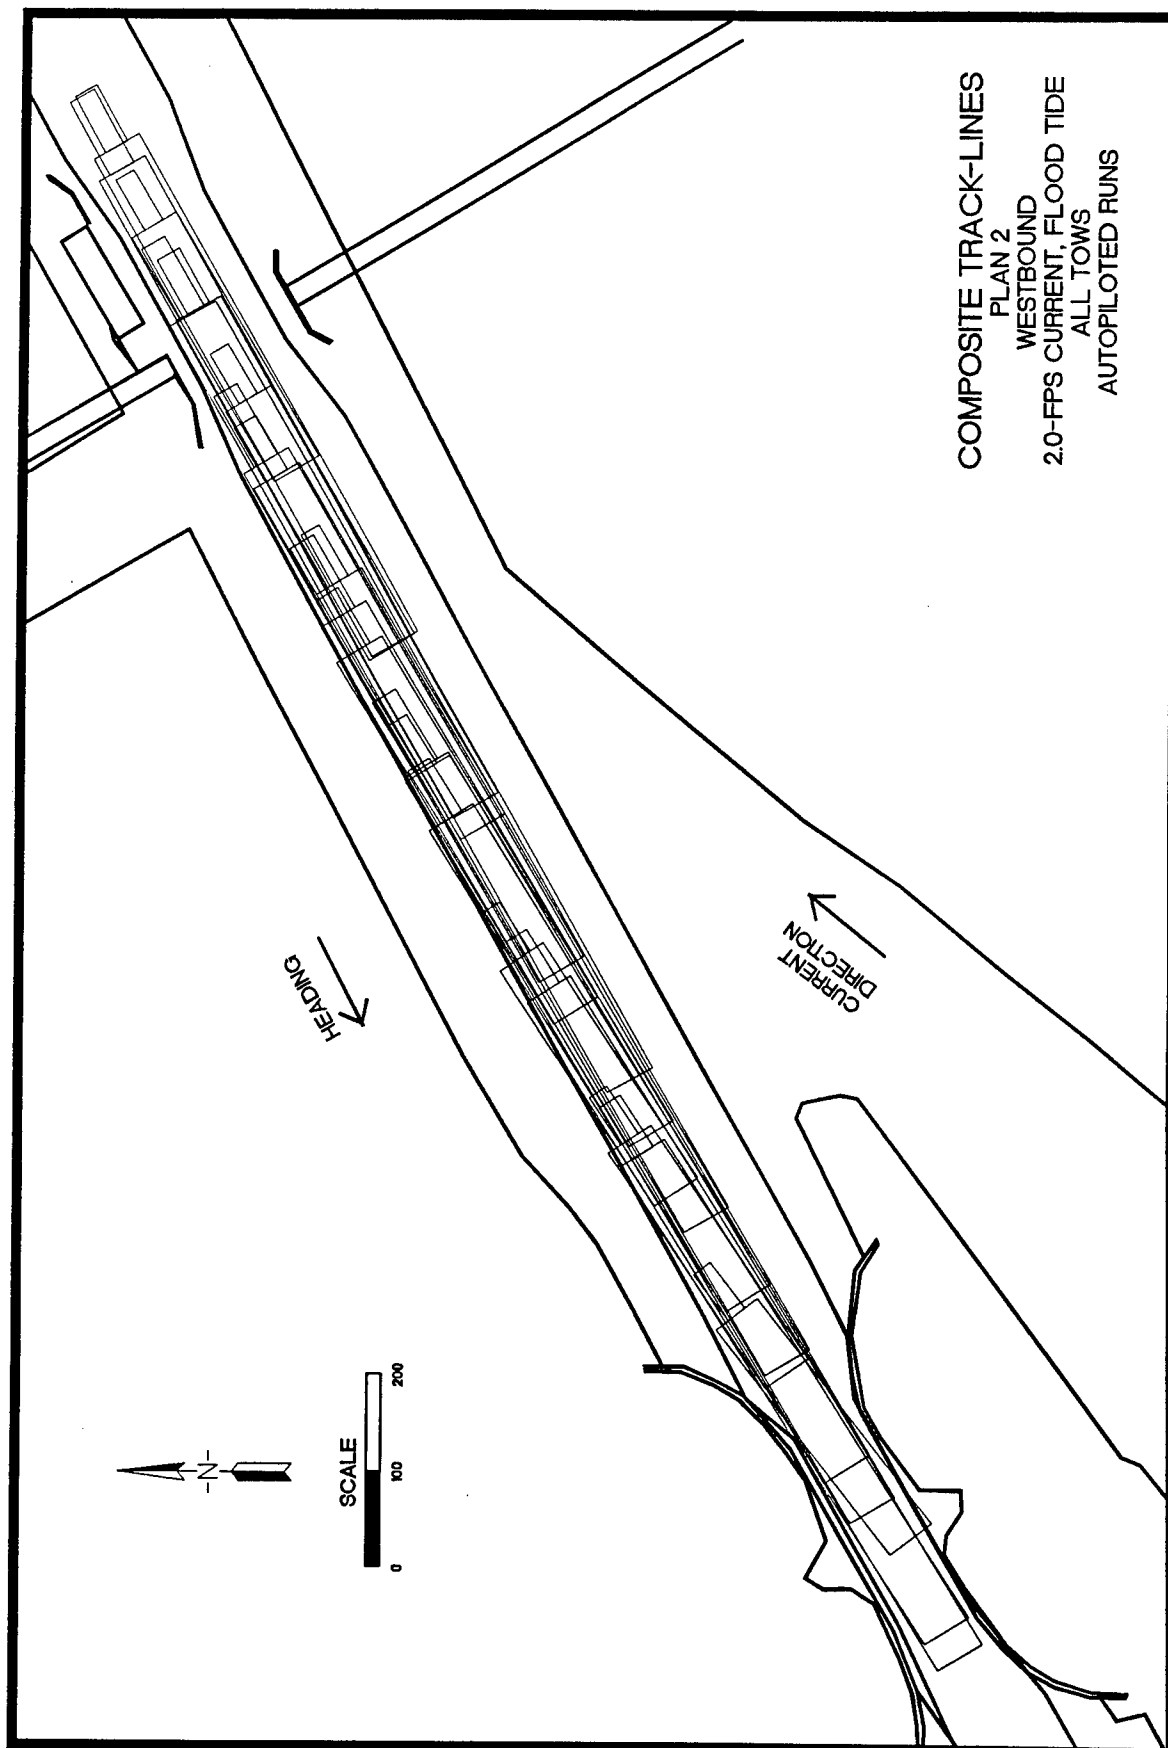 COMPOSITE TRACK-LINES
PLAN 2
WESTBOUND
2.0-FPS CURRENT, FLOOD TIDE
ALL TOWS
AUTOPILOTED RUNS
HEADING
CURRENT
DIRECTION
-N-
SCALE
0 100 200